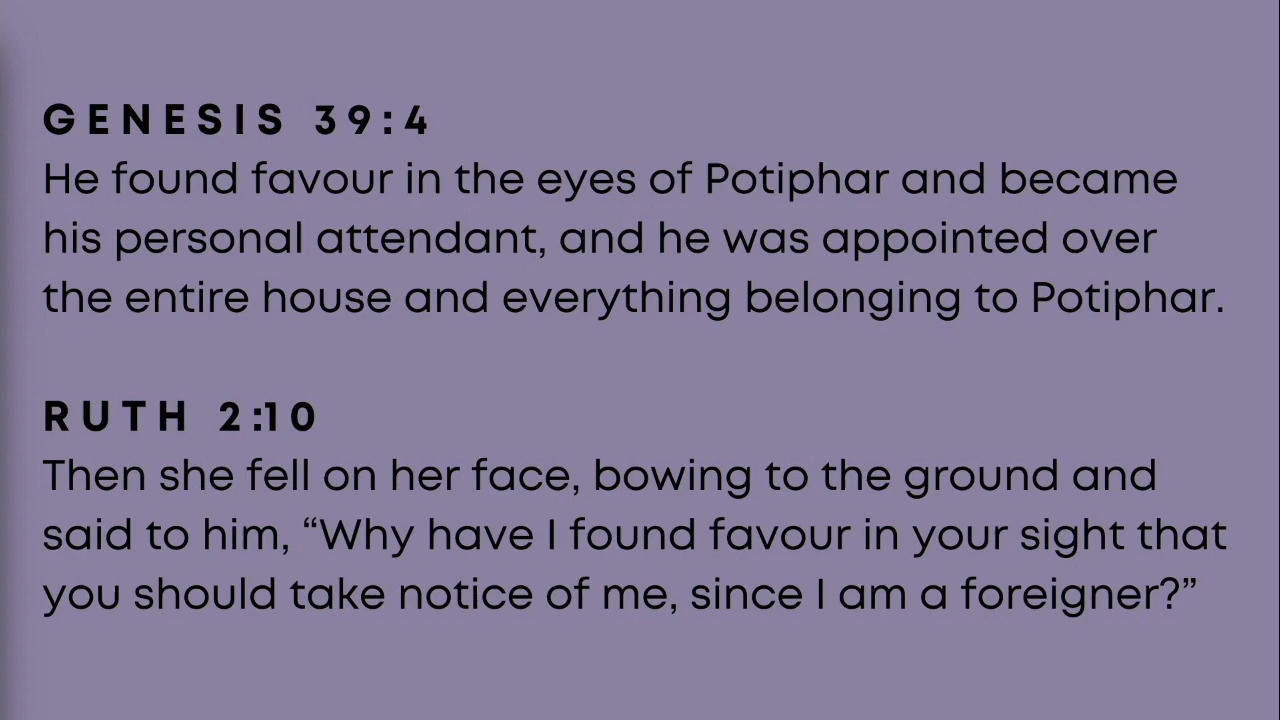 GENESIS 39:4
He found favour in the eyes of Potiphar and became
his personal attendant, and he was appointed over
the entire house and everything belonging to Potiphar.
RUTH 2:10
Then she fell on her face, bowing to the ground and
said to him, “Why have I found favour in your sight that
you should take notice of me, since I am a foreigner?”